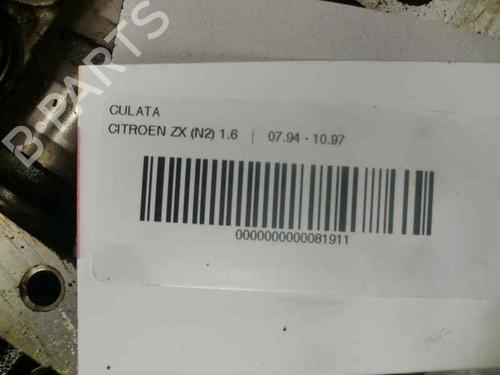 B-PARTS
CULATA
CITROEN ZX (N2) 1.6 | 07.94 - 10.97
0000000000081911